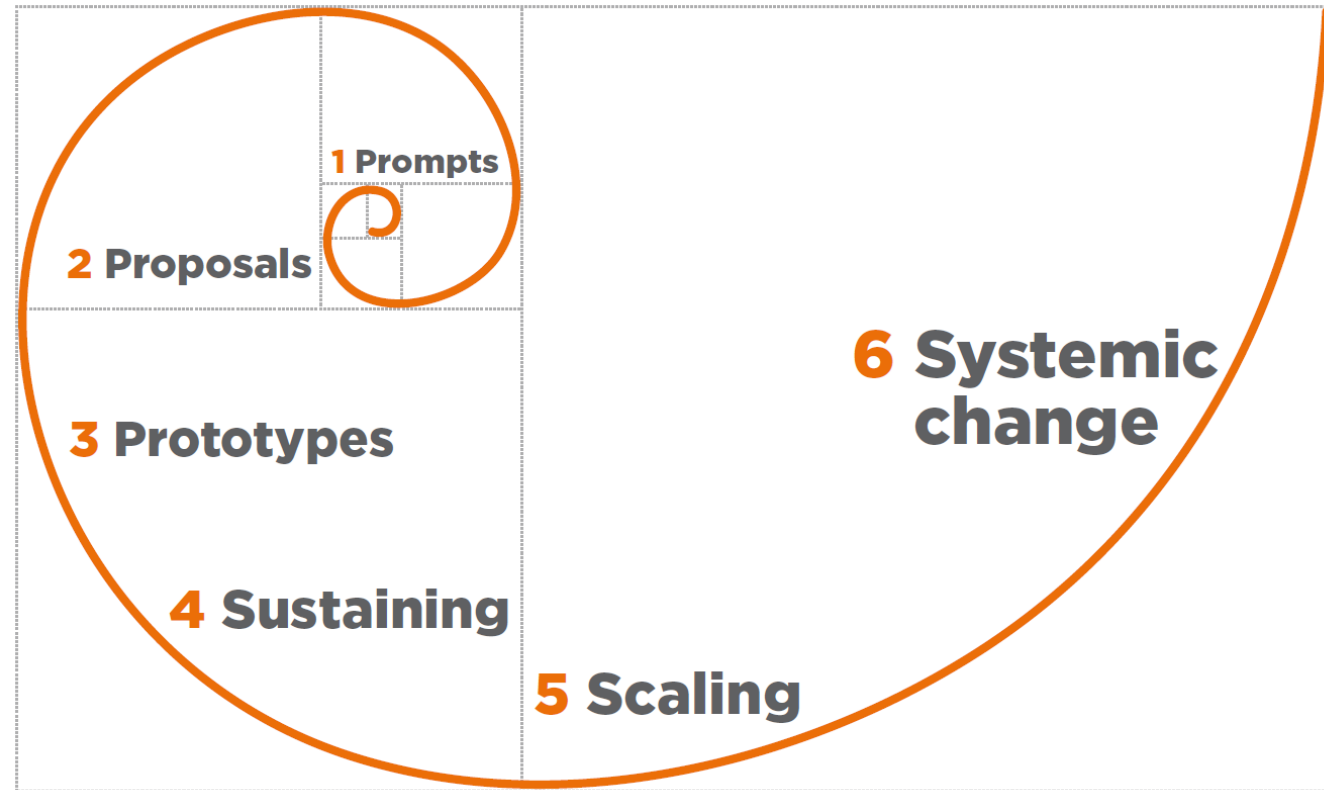 1 Prompts
2 Proposals
3 Prototypes
4 Sustaining
5 Scaling
6 Systemic
change